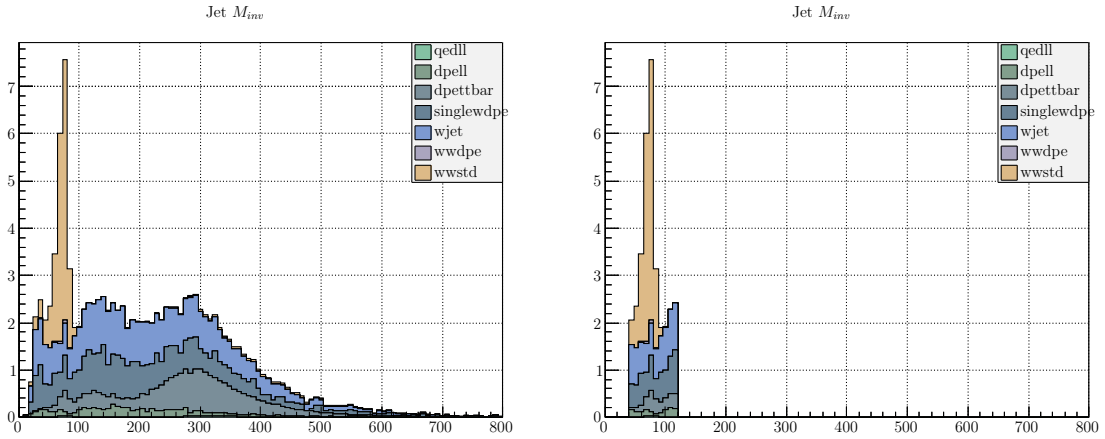 Jet M_inv
qedll
dpell
dpettbar
singlewdpe
wjet
wwdpe
wwstd
7
6
5
4
3
2
1
0
0 100 200 300 400 500 600 700 800
Jet M_inv
qedll
dpell
dpettbar
singlewdpe
wjet
wwdpe
wwstd
7
6
5
4
3
2
1
0
0 100 200 300 400 500 600 700 800